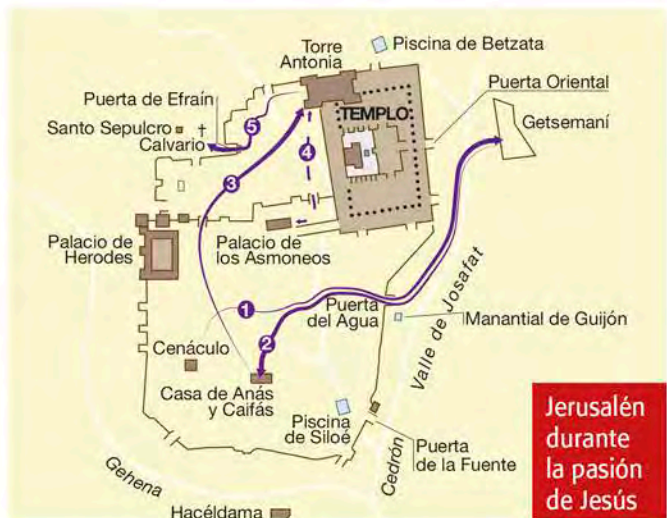 Torre
Antonia
Piscina de Betzata
Puerta Oriental
Puerta de Efraín
Santo Sepulcro
Calvario
TEMPLO
Getsemaní
5
4
3
Palacio de
Herodes
Palacio de
los Asmoneos
1
Puerta
del Agua
Valle de Josafat
Manantial de Guijón
2
Cenáculo
Casa de Anás
y Caifás
Piscina
de Siloé
Puerta
de la Fuente
Cedrón
Gehena
Hacéldama
Jerusalén
durante
la pasión
de Jesús